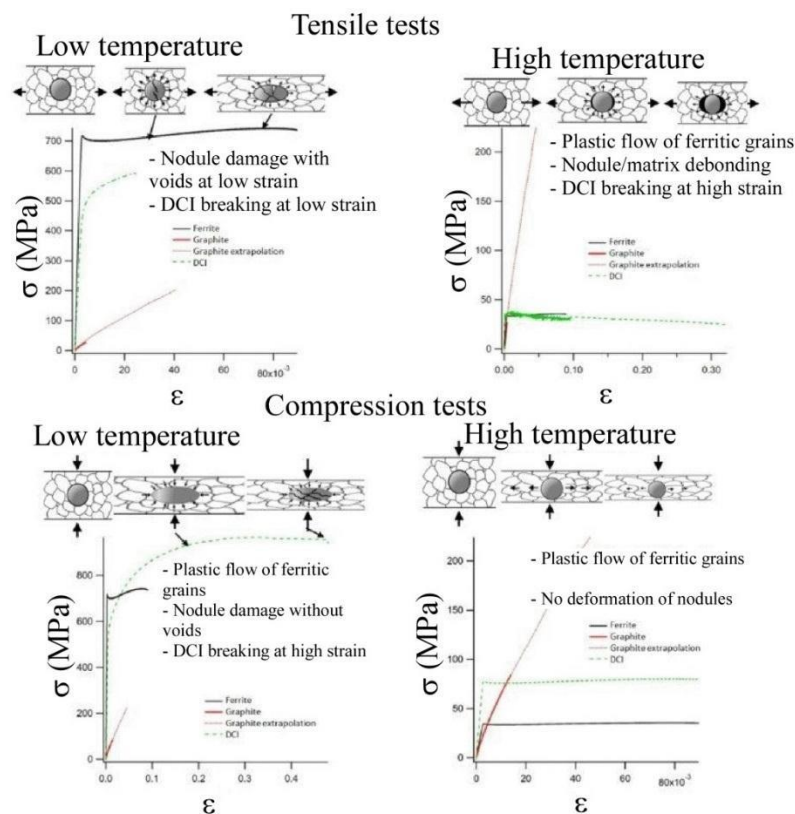 Tensile tests
Low temperature
High temperature
700
600
500
400
300
200
100
0
σ (MPa)
- Nodule damage with
voids at low strain
- DCI breaking at low strain
Ferrite
Graphite
Graphite extrapolation
DCI
0
20
40
80x10⁻³
ε
200
150
100
50
0
σ (MPa)
- Plastic flow of ferritic grains
- Nodule/matrix debonding
- DCI breaking at high strain
Ferrite
Graphite
Graphite extrapolation
DCI
0.00
0.10
0.20
0.30
ε
Compression tests
Low temperature
High temperature
800
600
400
200
0
σ (MPa)
- Plastic flow of ferritic
grains
- Nodule damage without
voids
- DCI breaking at high strain
Ferrite
Graphite
Graphite extrapolation
DCI
0.0
0.1
0.2
0.3
0.4
ε
200
150
100
50
0
σ (MPa)
- Plastic flow of ferritic grains
- No deformation of nodules
Ferrite
Graphite
Graphite extrapolation
DCI
0
20
40
80x10⁻³
ε